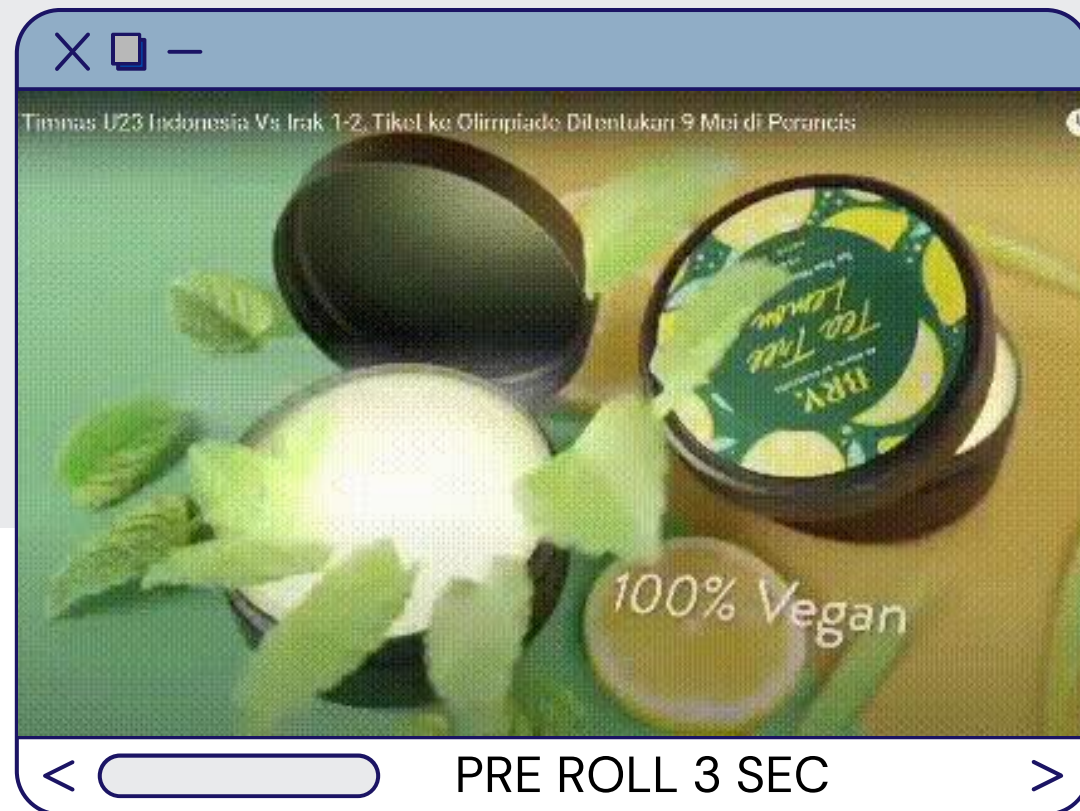 Timnas U23 Indonesia Vs Irak 1-2, Tiket ke Olimpiade Ditentukan 9 Mei di Perancis
BRY.
Tea Tree
Lemon
100% Vegan
PRE ROLL 3 SEC